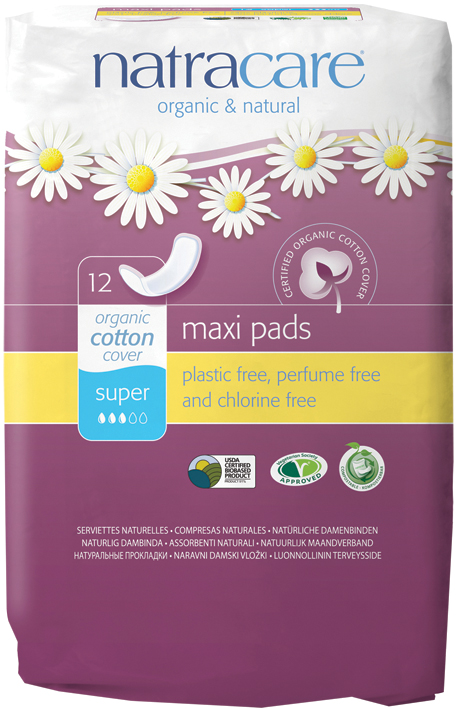 natracare®
organic & natural
CERTIFIED ORGANIC COTTON COVER
12
organic
cotton
cover
super
maxi pads
plastic free, perfume free
and chlorine free
USDA
CERTIFIED
BIOBASED
PRODUCT
Vegetarian Society
APPROVED
SERVIETTES NATURELLES • COMPRESAS NATURALES • NATÜRLICHE DAMENBINDEN
NATURLIG DAMBINDA • ASSORBENTI NATURALI • NATUURLIJK MAANDVERBAND
НАТУРАЛЬНЫЕ ПРОКЛАДКИ • NARAVNI DAMSKI VLOŽKI • LUONNOLLINEN TERVEYSSIDE